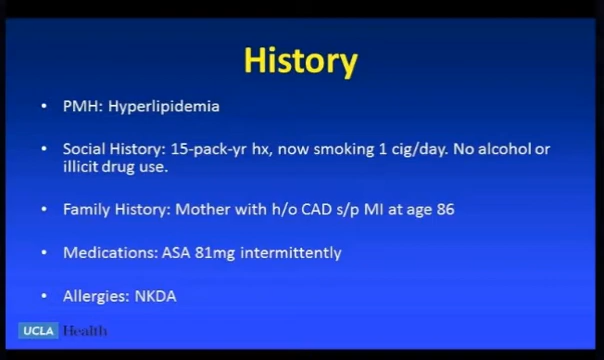 History
• PMH: Hyperlipidemia
• Social History: 15-pack-yr hx, now smoking 1 cig/day. No alcohol or
illicit drug use.
• Family History: Mother with h/o CAD s/p MI at age 86
• Medications: ASA 81mg intermittently
• Allergies: NKDA
UCLA Health